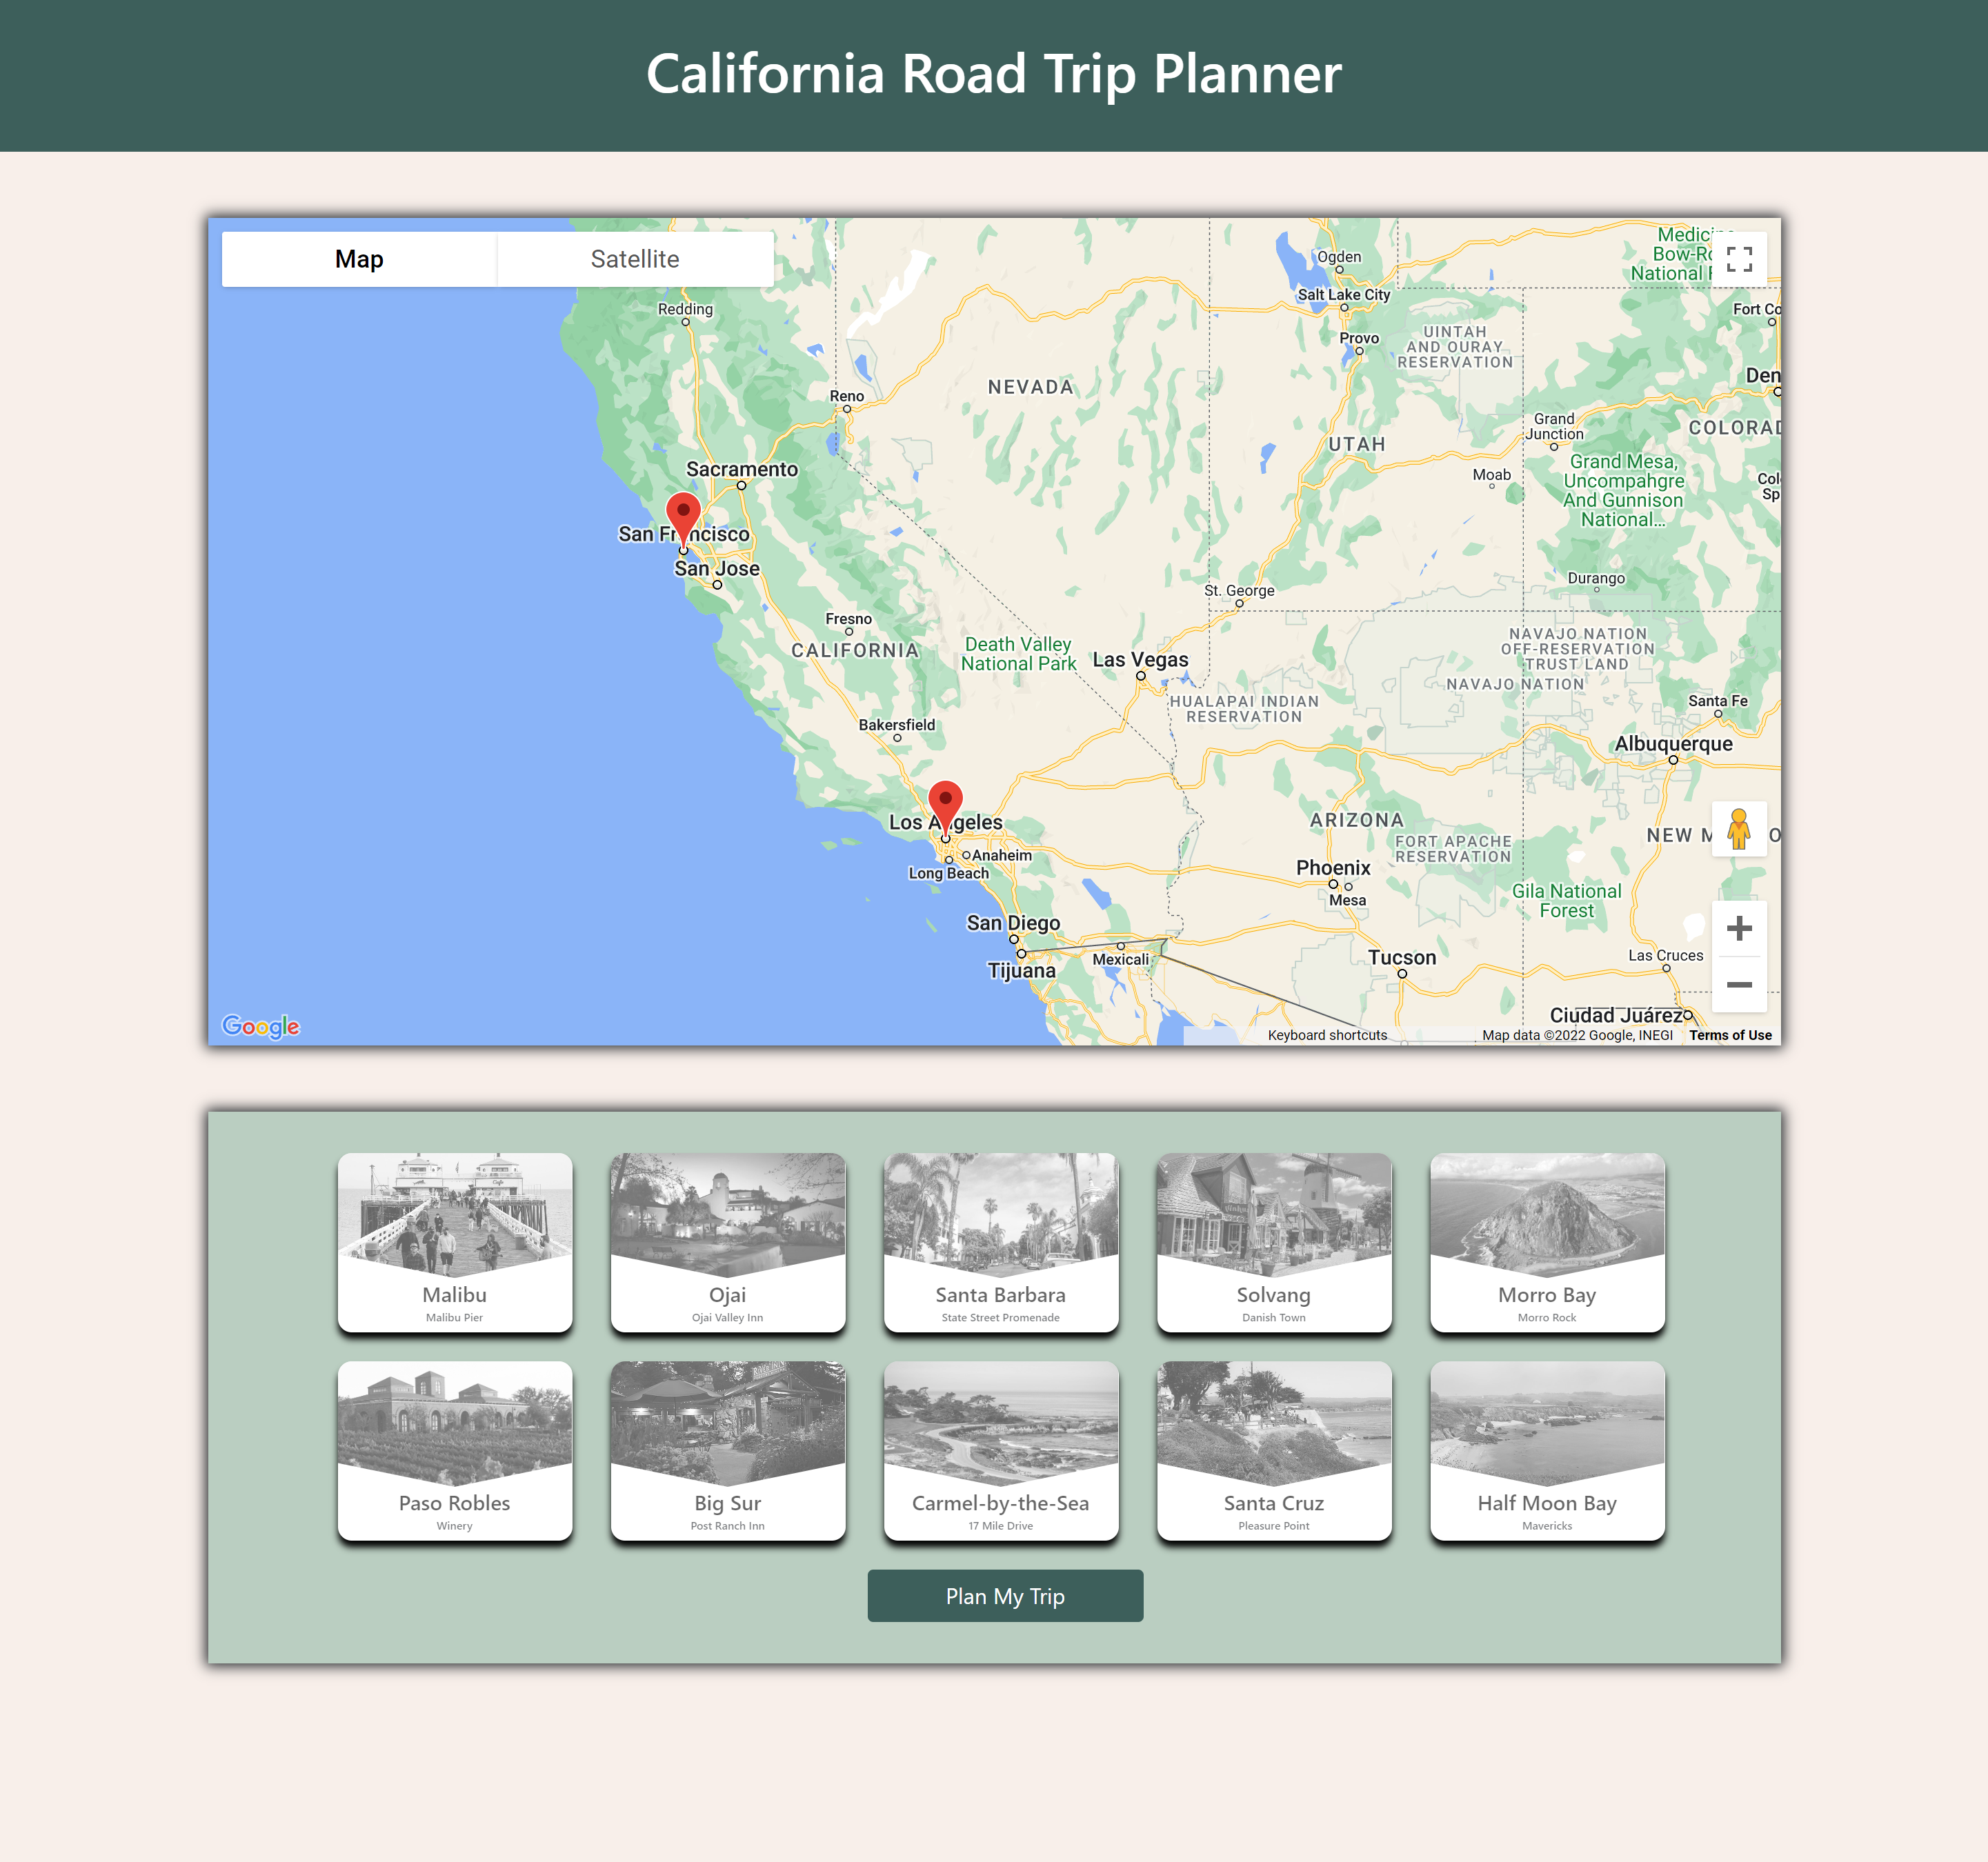 California Road Trip Planner
Map
Satellite
Medicine
Bow-Ro
National F
Ogden
Salt Lake City
Redding
Fort Co
UINTAH
AND OURAY
RESERVATION
Provo
Den
NEVADA
Reno
Grand
Junction
COLORAD
UTAH
Sacramento
Grand Mesa,
Uncompahgre
And Gunnison
National...
Moab
Col
Sp
San Francisco
San Jose
Durango
St. George
Fresno
CALIFORNIA
Death Valley
National Park
Las Vegas
NAVAJO NATION
OFF-RESERVATION
TRUST LAND
NAVAJO NATION
HUALAPAI INDIAN
RESERVATION
Santa Fe
Bakersfield
Albuquerque
Los Angeles
ARIZONA
NEW M O
Anaheim
Long Beach
FORT APACHE
RESERVATION
Phoenix
Mesa
Gila National
Forest
San Diego
Tijuana
Mexicali
Tucson
Las Cruces
Ciudad Juárez
Google
Keyboard shortcuts
Map data ©2022 Google, INEGI
Terms of Use
Malibu
Malibu Pier
Ojai
Ojai Valley Inn
Santa Barbara
State Street Promenade
Solvang
Danish Town
Morro Bay
Morro Rock
Paso Robles
Winery
Big Sur
Post Ranch Inn
Carmel-by-the-Sea
17 Mile Drive
Santa Cruz
Pleasure Point
Half Moon Bay
Mavericks
Plan My Trip